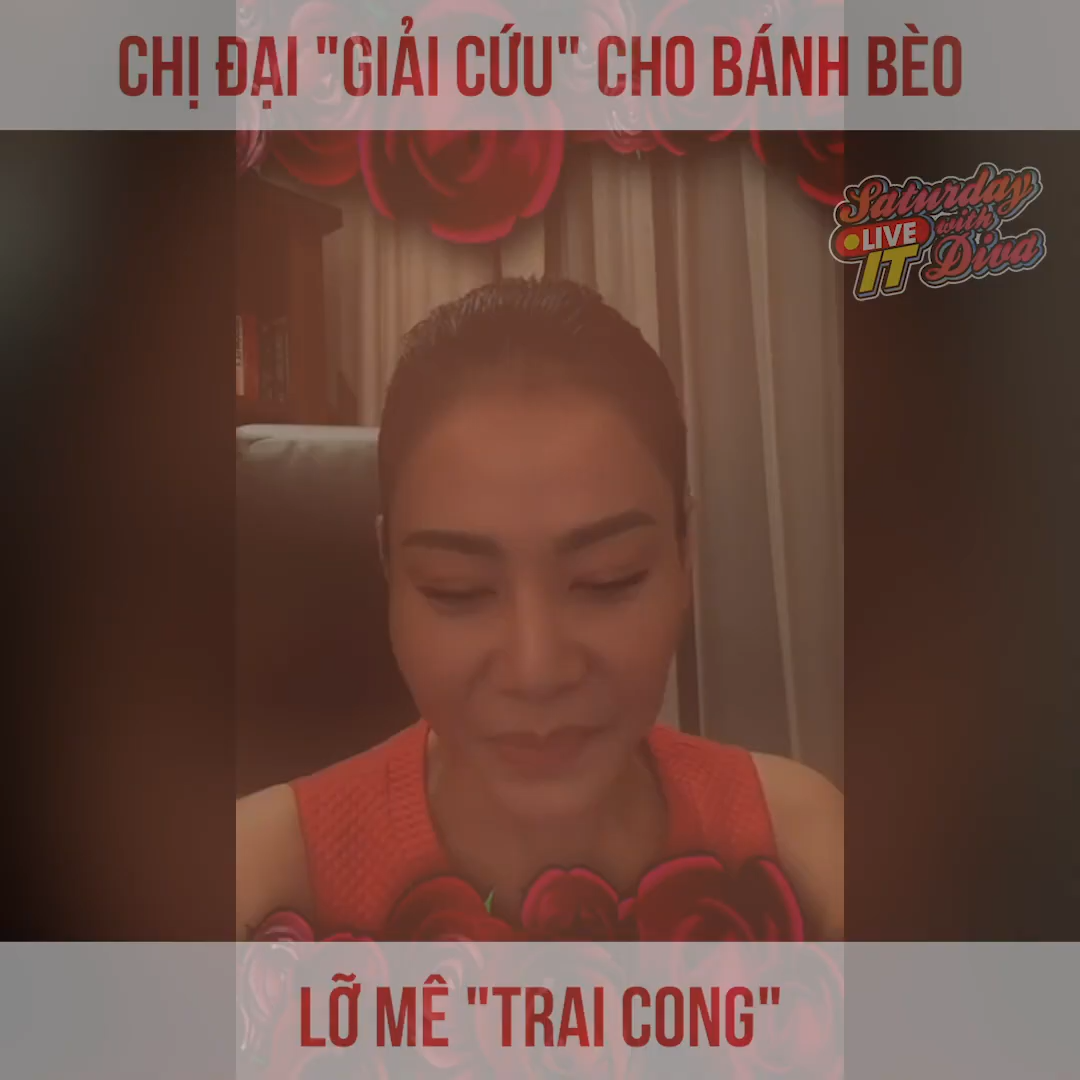 CHỊ ĐẠI "GIẢI CỨU" CHO BÁNH BÈO
Saturday
LIVE with
IT Diva
LỠ MÊ "TRAI CONG"